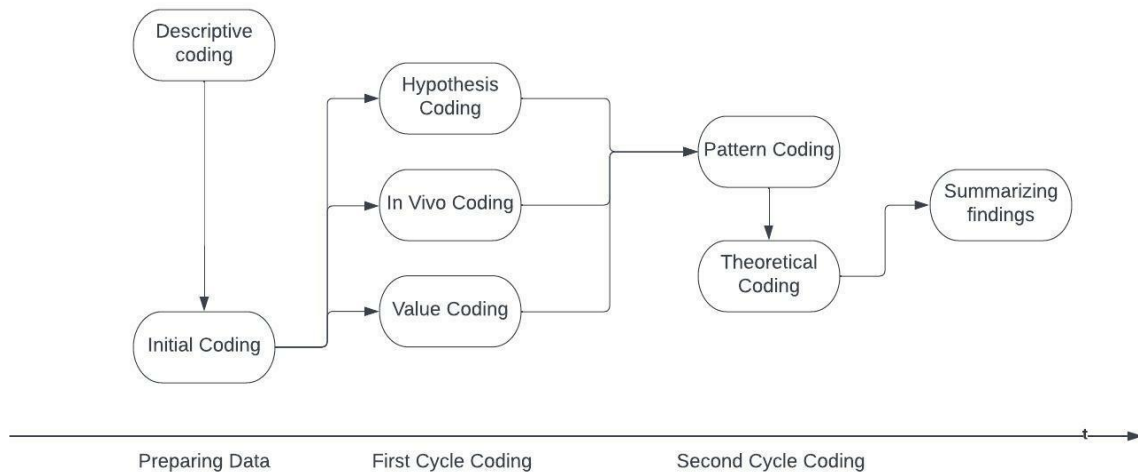 Descriptive
coding
Initial Coding
Hypothesis
Coding
In Vivo Coding
Value Coding
Pattern Coding
Theoretical
Coding
Summarizing
findings
t
Preparing Data
First Cycle Coding
Second Cycle Coding